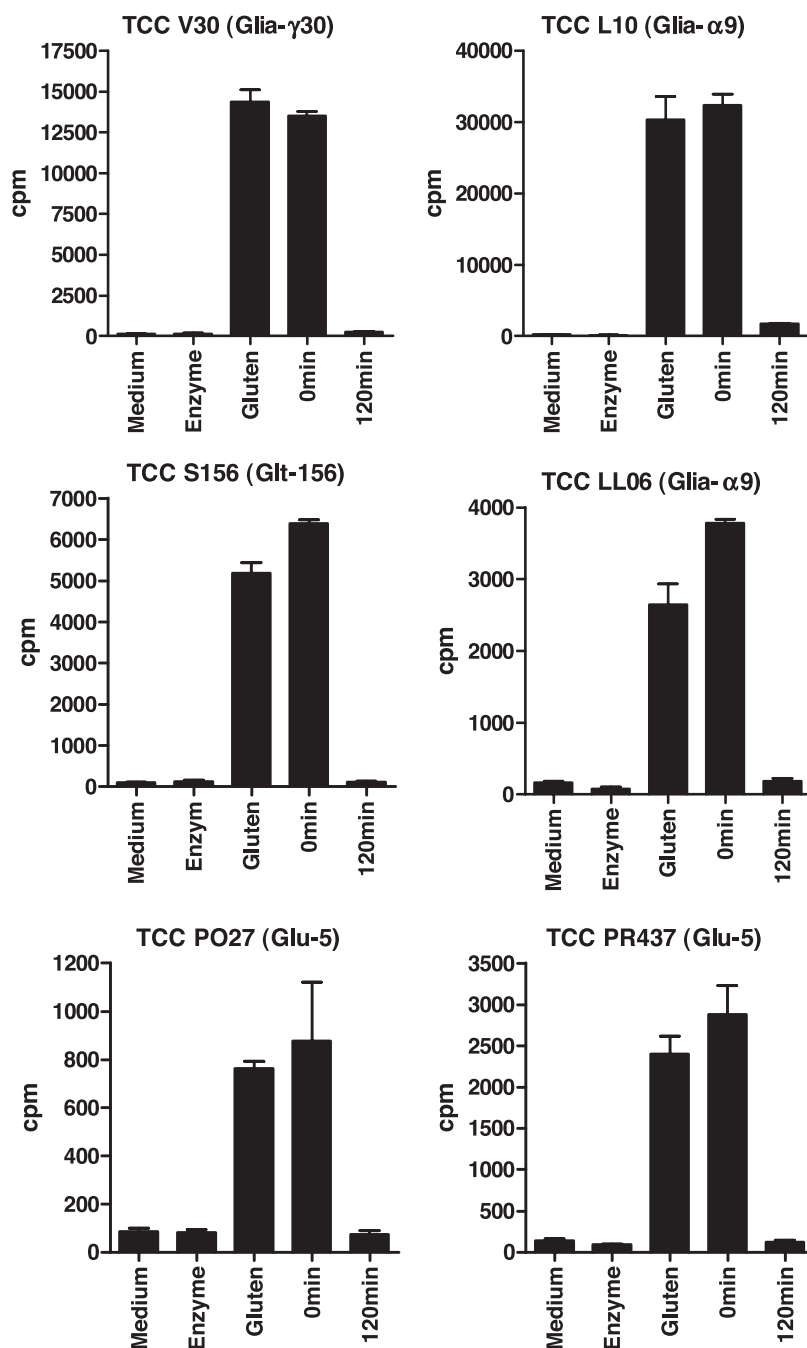 TCC V30 (Glia-γ30)
17500
15000
12500
10000
7500
5000
2500
0
cpm
Medium
Enzyme
Gluten
0min
120min
TCC L10 (Glia-α9)
40000
30000
20000
10000
0
cpm
Medium
Enzyme
Gluten
0min
120min
TCC S156 (Glt-156)
7000
6000
5000
4000
3000
2000
1000
0
cpm
Medium
Enzym
Gluten
0min
120min
TCC LL06 (Glia-α9)
4000
3000
2000
1000
0
cpm
Medium
Enzyme
Gluten
0min
120min
TCC PO27 (Glu-5)
1200
1000
800
600
400
200
0
cpm
Medium
Enzyme
Gluten
0min
120min
TCC PR437 (Glu-5)
3500
3000
2500
2000
1500
1000
500
0
cpm
Medium
Enzyme
Gluten
0min
120min